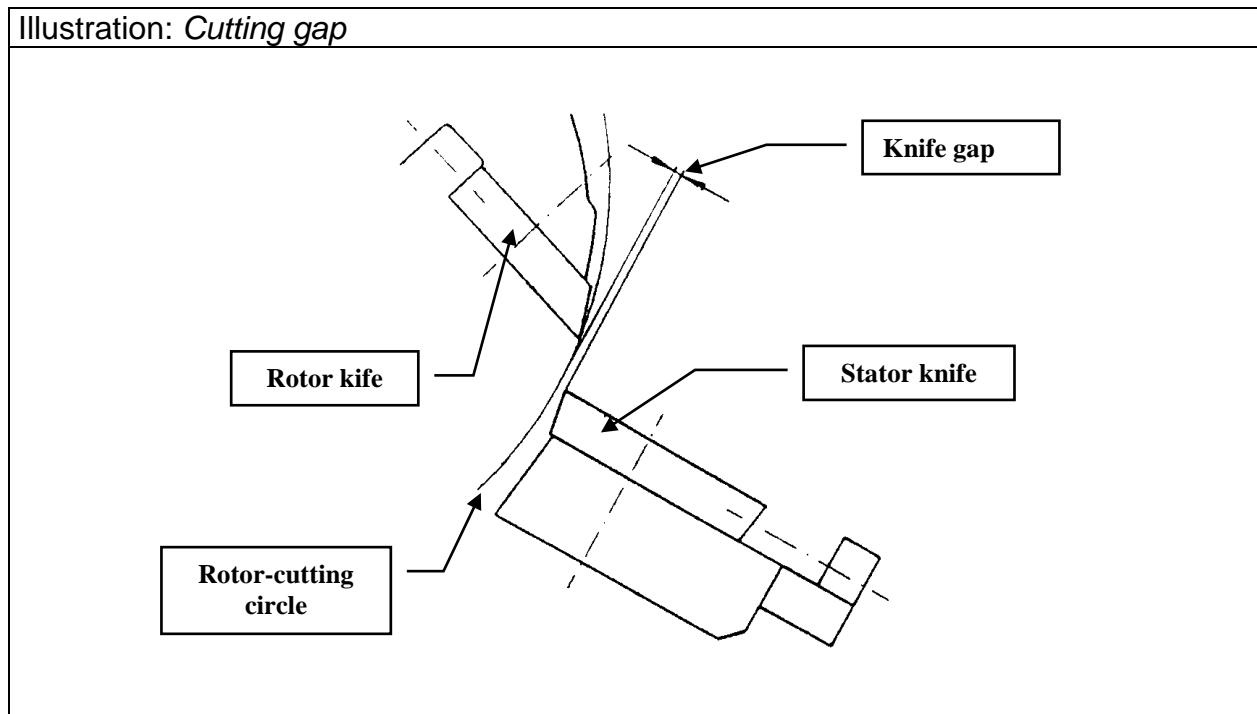 Illustration: Cutting gap
Knife gap
Rotor kife
Stator knife
Rotor-cutting
circle